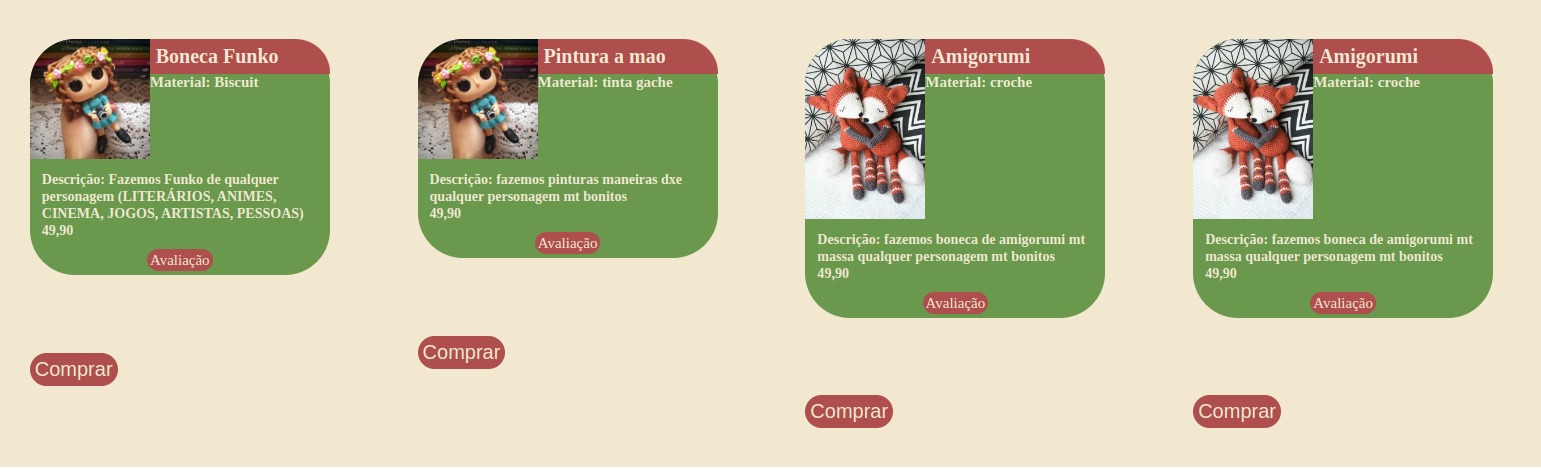 Boneca Funko
Material: Biscuit
Descrição: Fazemos Funko de qualquer
personagem (LITERÁRIOS, ANIMES,
CINEMA, JOGOS, ARTISTAS, PESSOAS)
49,90
Avaliação
Comprar
Pintura a mao
Material: tinta gache
Descrição: fazemos pinturas maneiras dxe
qualquer personagem mt bonitos
49,90
Avaliação
Comprar
Amigorumi
Material: croche
Descrição: fazemos boneca de amigorumi mt
massa qualquer personagem mt bonitos
49,90
Avaliação
Comprar
Amigorumi
Material: croche
Descrição: fazemos boneca de amigorumi mt
massa qualquer personagem mt bonitos
49,90
Avaliação
Comprar